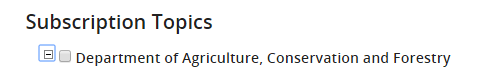 Subscription Topics
Department of Agriculture, Conservation and Forestry